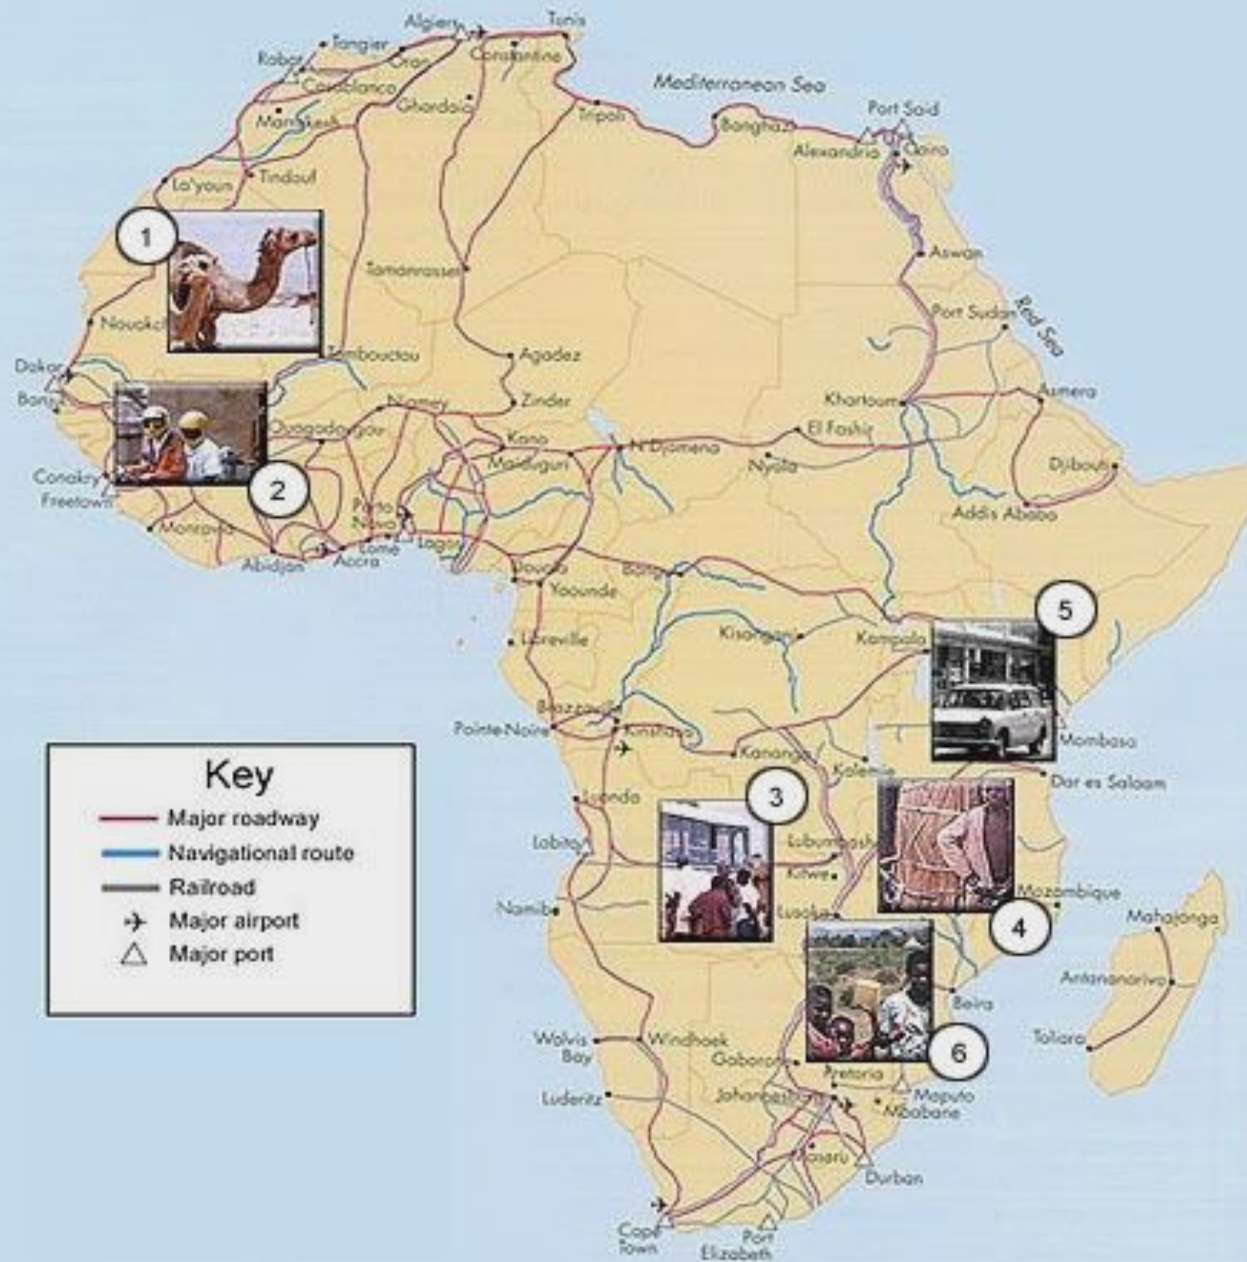 Algiers
Tunis
Tangier
Oran
Constantine
Rabat
Casablanca
Ghardaia
Marrakesh
Tripoli
Mediterranean Sea
Banghazi
Port Said
Alexandria
Cairo
La'youn
Tindouf
1
Aswan
Tamanrasset
Port Sudan
Red Sea
Tombouctou
Agadez
Dakar
Niamey
Zinder
Khartoum
Asmera
Ouagadougou
Kano
N'Djamena
El Fashir
Maiduguri
Nyala
Djibouti
Conakry
Freetown
2
Addis Ababa
Porto
Novo
Monrovia
Lagos
Abidjan
Accra
Lome
Douala
Yaounde
5
Libreville
Kisangani
Kampala
Brazzaville
Pointe-Noire
Kinshasa
Kananga
Mombasa
Kalemie
Dar es Salaam
Key
Major roadway
Navigational route
Railroad
Major airport
Major port
Luanda
3
Lobito
Lubumbashi
Kitwe
Namib
Lusaka
Mozambique
4
Mahajanga
Antananarivo
Beira
Toliara
Walvis
Bay
Windhoek
6
Gaborone
Pretoria
Luderitz
Johannesburg
Maputo
Mbabane
Maseru
Durban
Cape
Town
Port
Elizabeth